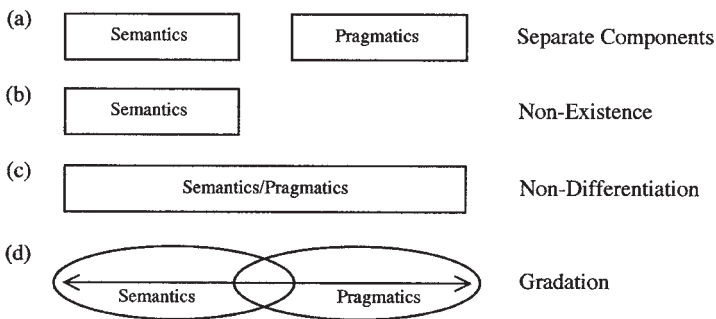 (a) Semantics Pragmatics Separate Components
(b) Semantics Non-Existence
(c) Semantics/Pragmatics Non-Differentiation
(d) Semantics Pragmatics Gradation